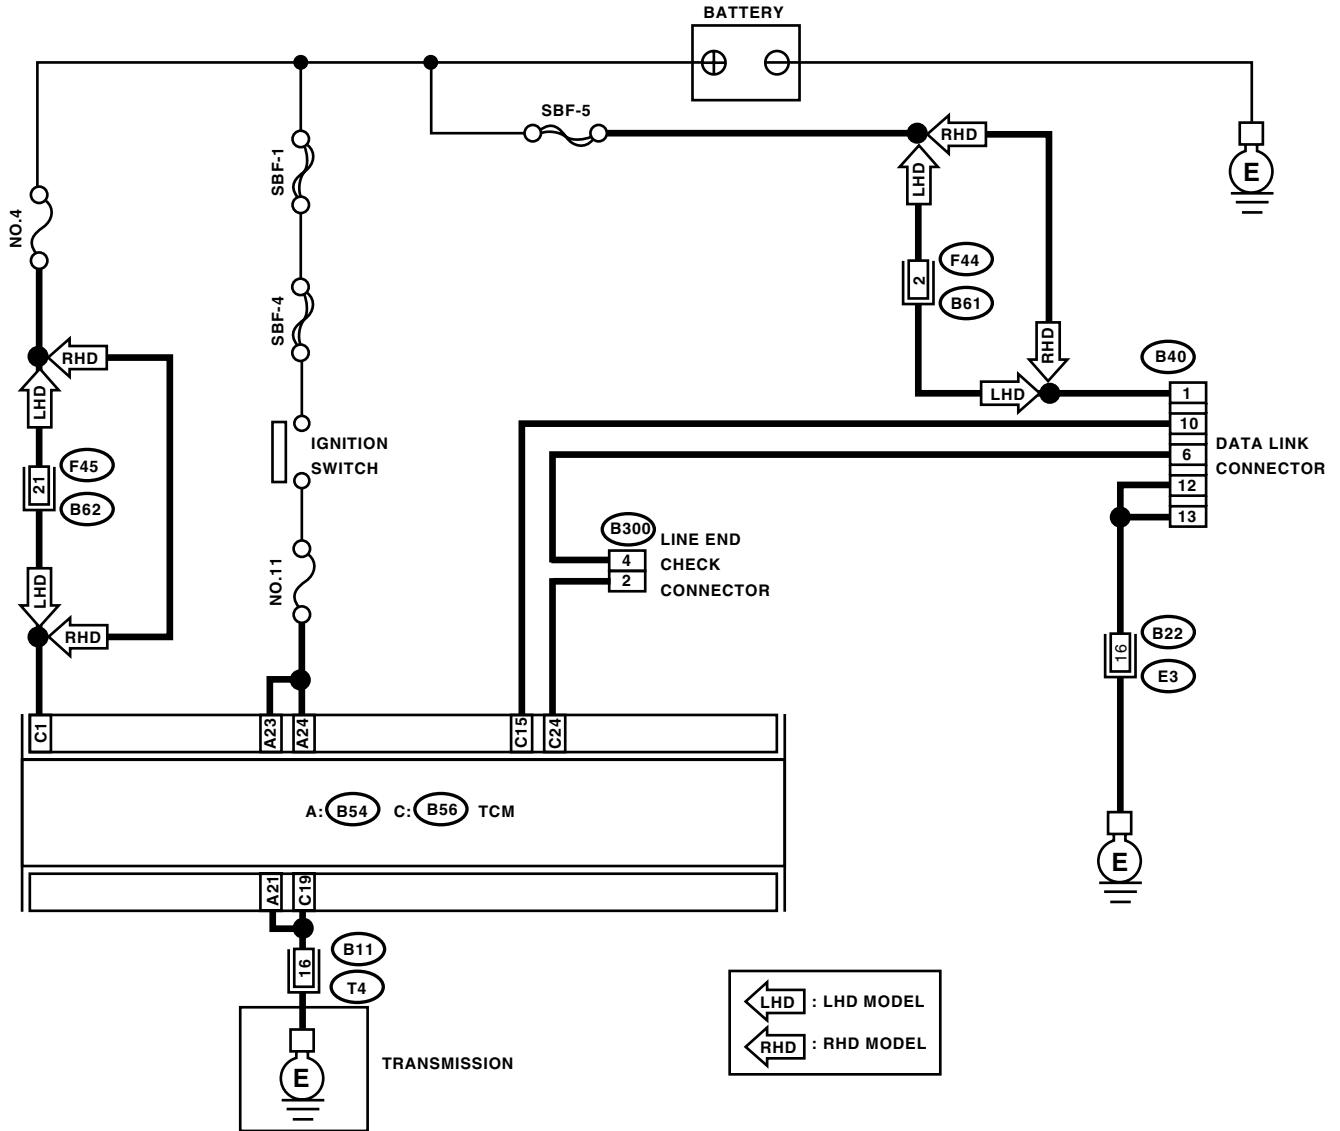 BATTERY
SBF-5
RHD
E
LHD
SBF-1
NO.4
F44
2
B61
SBF-4
RHD
RHD
B40
LHD
LHD
1
10
IGNITION
SWITCH
DATA LINK
CONNECTOR
6
F45
21
B62
12
13
B300
LINE END
4
CHECK
2
CONNECTOR
NO.11
LHD
RHD
B22
16
E3
C1
A23
A24
C15
C24
A:
B54
C:
B56
TCM
E
A21
C19
B11
16
T4
LHD
: LHD MODEL
RHD
: RHD MODEL
TRANSMISSION
E